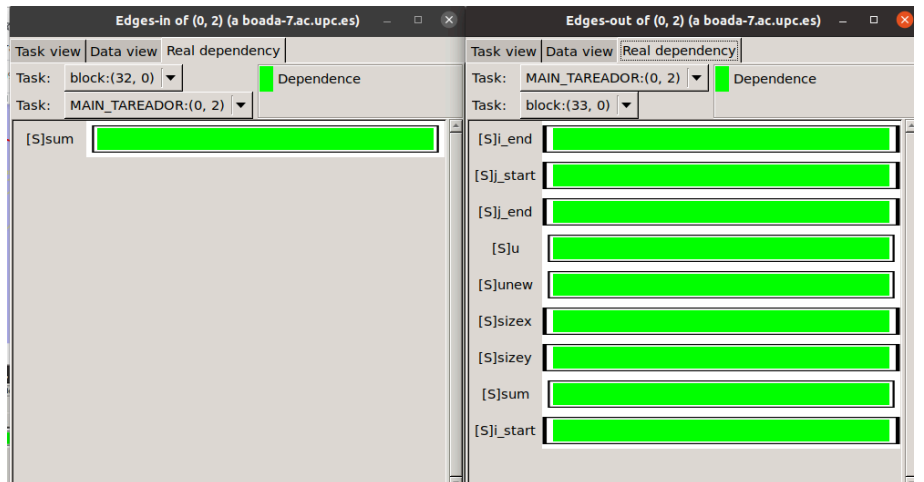 Edges-in of (0, 2) (a boada-7.ac.upc.es)
Task view Data view Real dependency
Task: block:(32, 0) Dependence
Task: MAIN_TAREADOR:(0, 2)
[S]sum
Edges-out of (0, 2) (a boada-7.ac.upc.es)
Task view Data view Real dependency
Task: MAIN_TAREADOR:(0, 2) Dependence
Task: block:(33, 0)
[S]i_end
[S]j_start
[S]j_end
[S]u
[S]unew
[S]sizex
[S]sizey
[S]sum
[S]i_start